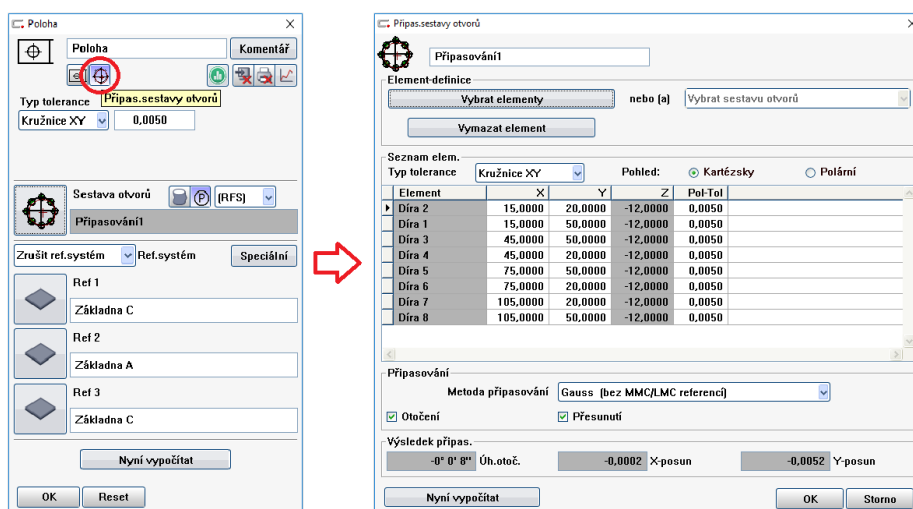 Poloha
Poloha
Komentář
Připas.sestavy otvorů
Typ tolerance
Kružnice XY 0,0050
Sestava otvorů P (RFS)
Připasování1
Zrušit ref.systém Ref.systém Speciální
Ref 1
Základna C
Ref 2
Základna A
Ref 3
Základna C
Nyní vypočítat
OK Reset
Připas.sestavy otvorů
Připasování1
Element-definice
Vybrat elementy nebo (a) Vybrat sestavu otvorů
Vymazat element
Seznam elem.
Typ tolerance Kružnice XY Pohled: Kartézsky Polární
Element X Y Z Pol-Tol
Díra 2 15,0000 20,0000 -12,0000 0,0050
Díra 1 15,0000 50,0000 -12,0000 0,0050
Díra 3 45,0000 50,0000 -12,0000 0,0050
Díra 4 45,0000 20,0000 -12,0000 0,0050
Díra 5 75,0000 50,0000 -12,0000 0,0050
Díra 6 75,0000 20,0000 -12,0000 0,0050
Díra 7 105,0000 20,0000 -12,0000 0,0050
Díra 8 105,0000 50,0000 -12,0000 0,0050
Připasování
Metoda připasování Gauss (bez MMC/LMC referencí)
Otočení Přesunutí
Výsledek připas.
-0° 0' 8'' Úh.otoč. -0,0002 X-posun -0,0052 Y-posun
Nyní vypočítat OK Storno